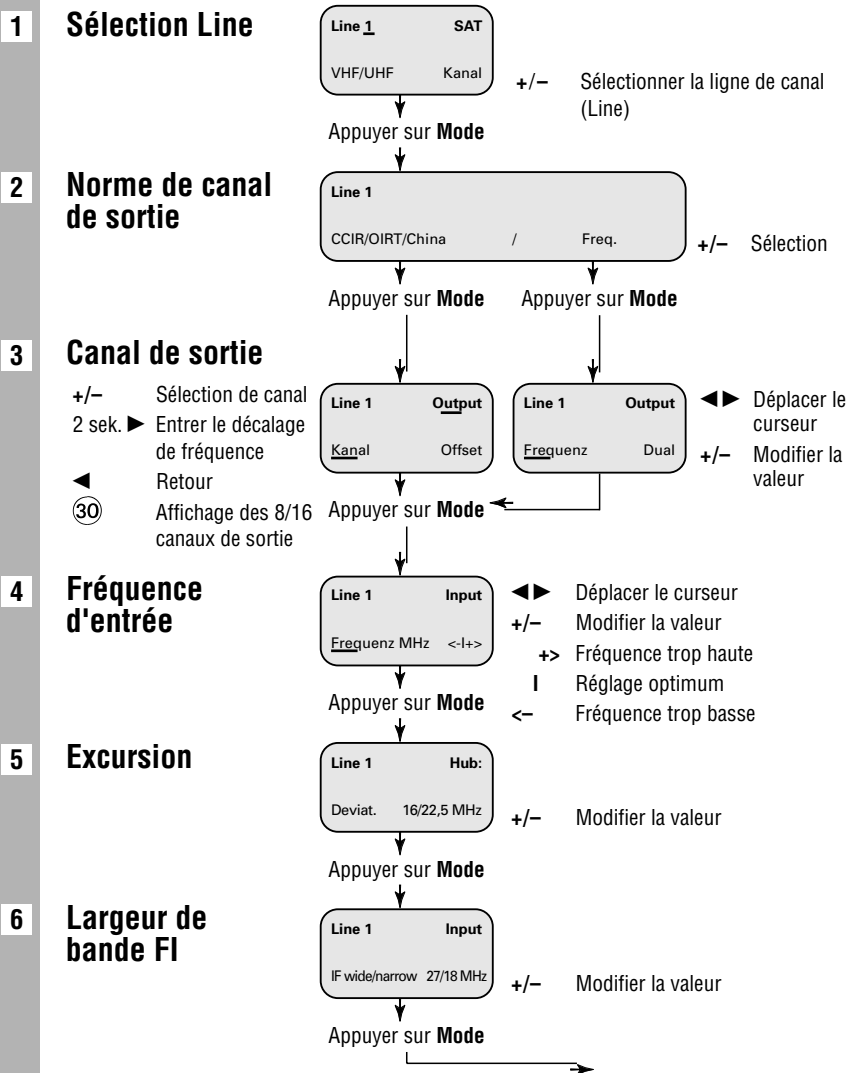 1 Sélection Line
Line 1 SAT
VHF/UHF Kanal
+/– Sélectionner la ligne de canal
(Line)
Appuyer sur Mode
2 Norme de canal
de sortie
Line 1
CCIR/OIRT/China / Freq.
+/– Sélection
Appuyer sur Mode Appuyer sur Mode
3 Canal de sortie
+/– Sélection de canal
2 sek. ▶ Entrer le décalage
de fréquence
◀ Retour
30 Affichage des 8/16
canaux de sortie
Line 1 Output
Kanal Offset
Line 1 Output
Frequenz Dual
◀▶ Déplacer le
curseur
+/– Modifier la
valeur
Appuyer sur Mode
4 Fréquence
d'entrée
Line 1 Input
Frequenz MHz <-I+>
◀▶ Déplacer le curseur
+/– Modifier la valeur
+> Fréquence trop haute
I Réglage optimum
<– Fréquence trop basse
Appuyer sur Mode
5 Excursion
Line 1 Hub:
Deviat. 16/22,5 MHz
+/– Modifier la valeur
Appuyer sur Mode
6 Largeur de
bande FI
Line 1 Input
IF wide/narrow 27/18 MHz
+/– Modifier la valeur
Appuyer sur Mode